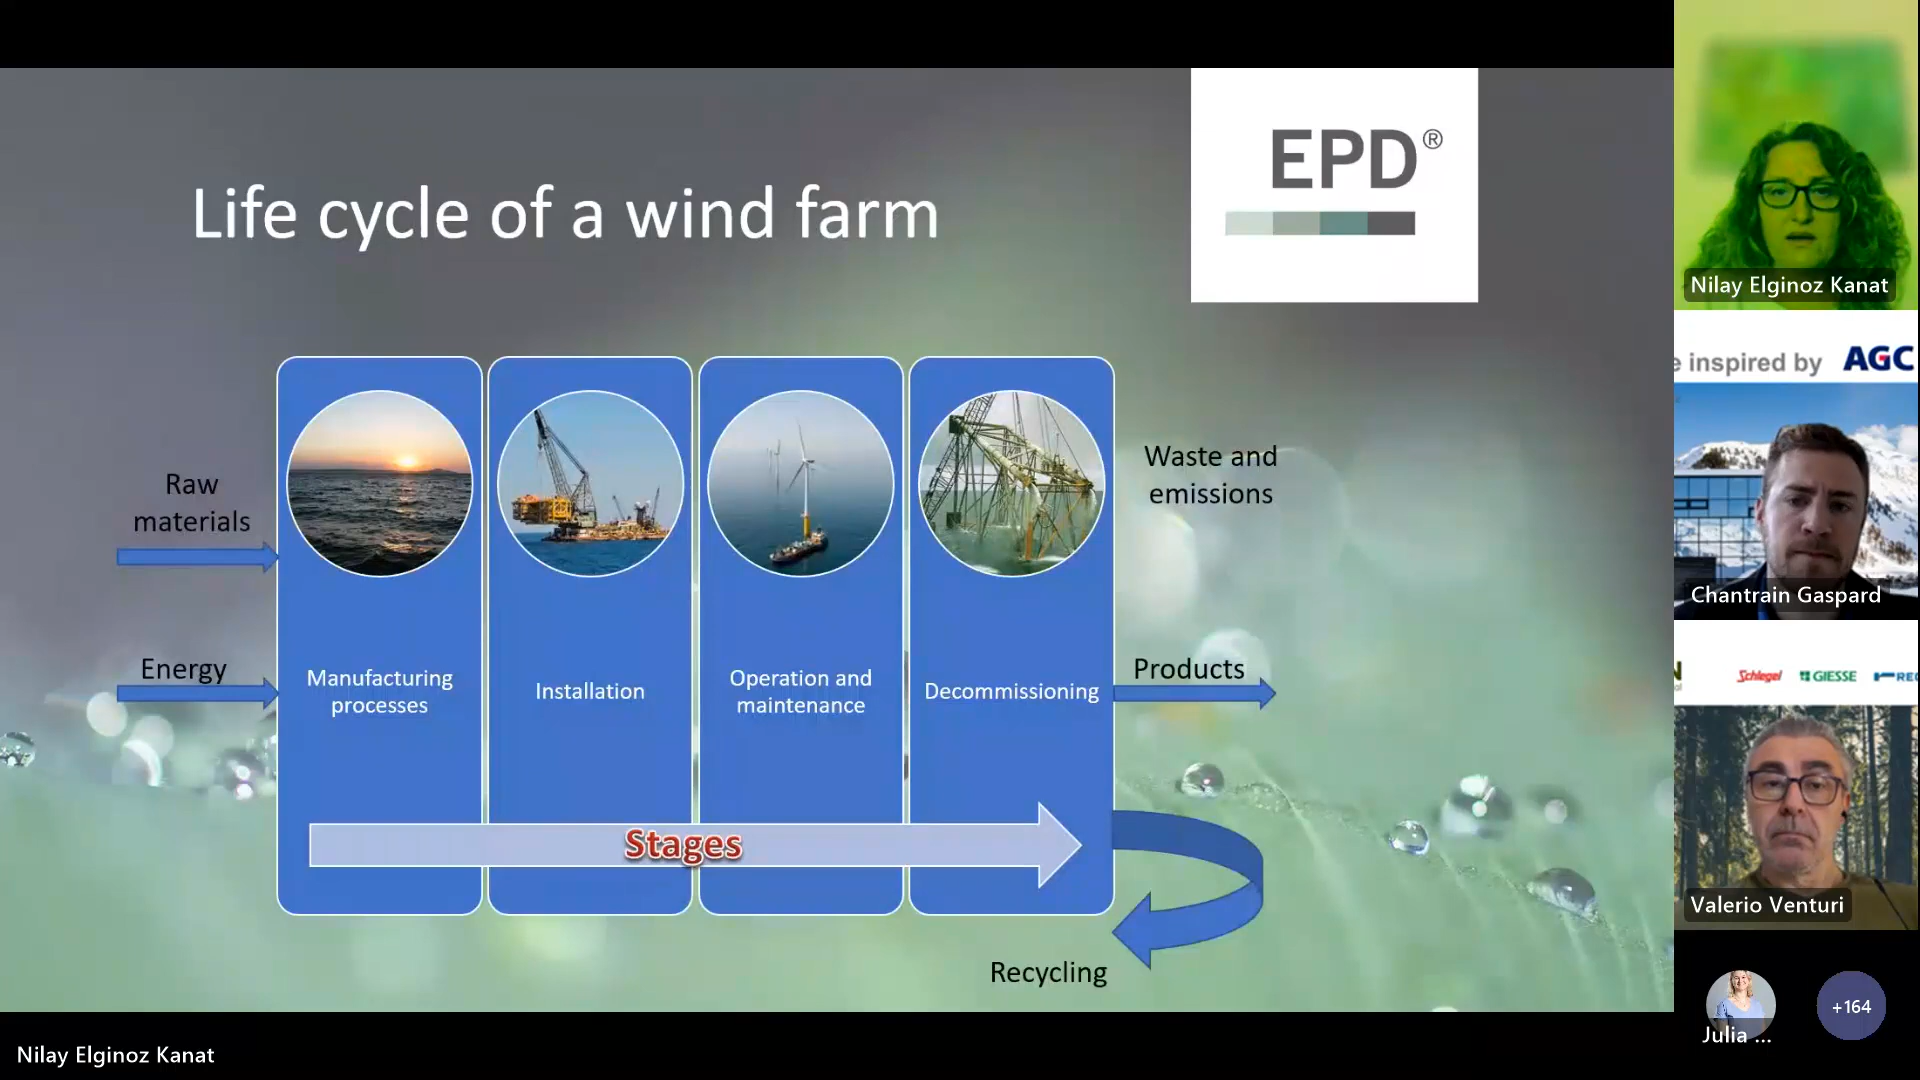 EPD®
Life cycle of a wind farm
Raw
materials
Energy
Manufacturing
processes
Installation
Operation and
maintenance
Decommissioning
Waste and
emissions
Products
Stages
Recycling
Nilay Elginoz Kanat
Nilay Elginoz Kanat
e inspired by AGC
Chantrain Gaspard
Schlegel GIESSE REC
Valerio Venturi
Julia ...
+164